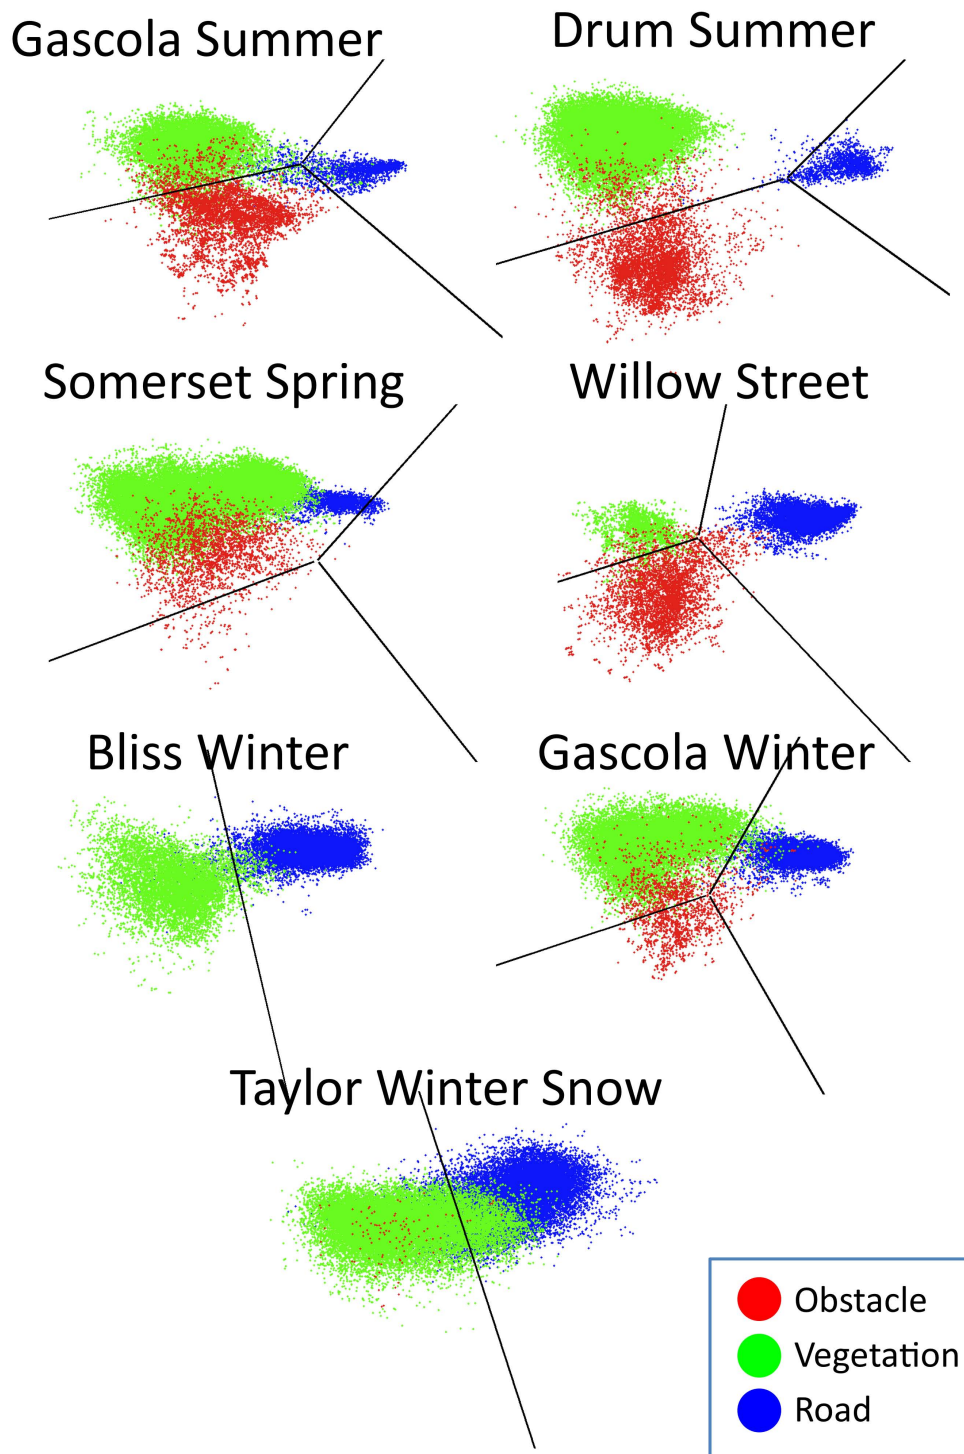 Gascola Summer
Drum Summer
Somerset Spring
Willow Street
Bliss Winter
Gascola Winter
Taylor Winter Snow
Obstacle
Vegetation
Road